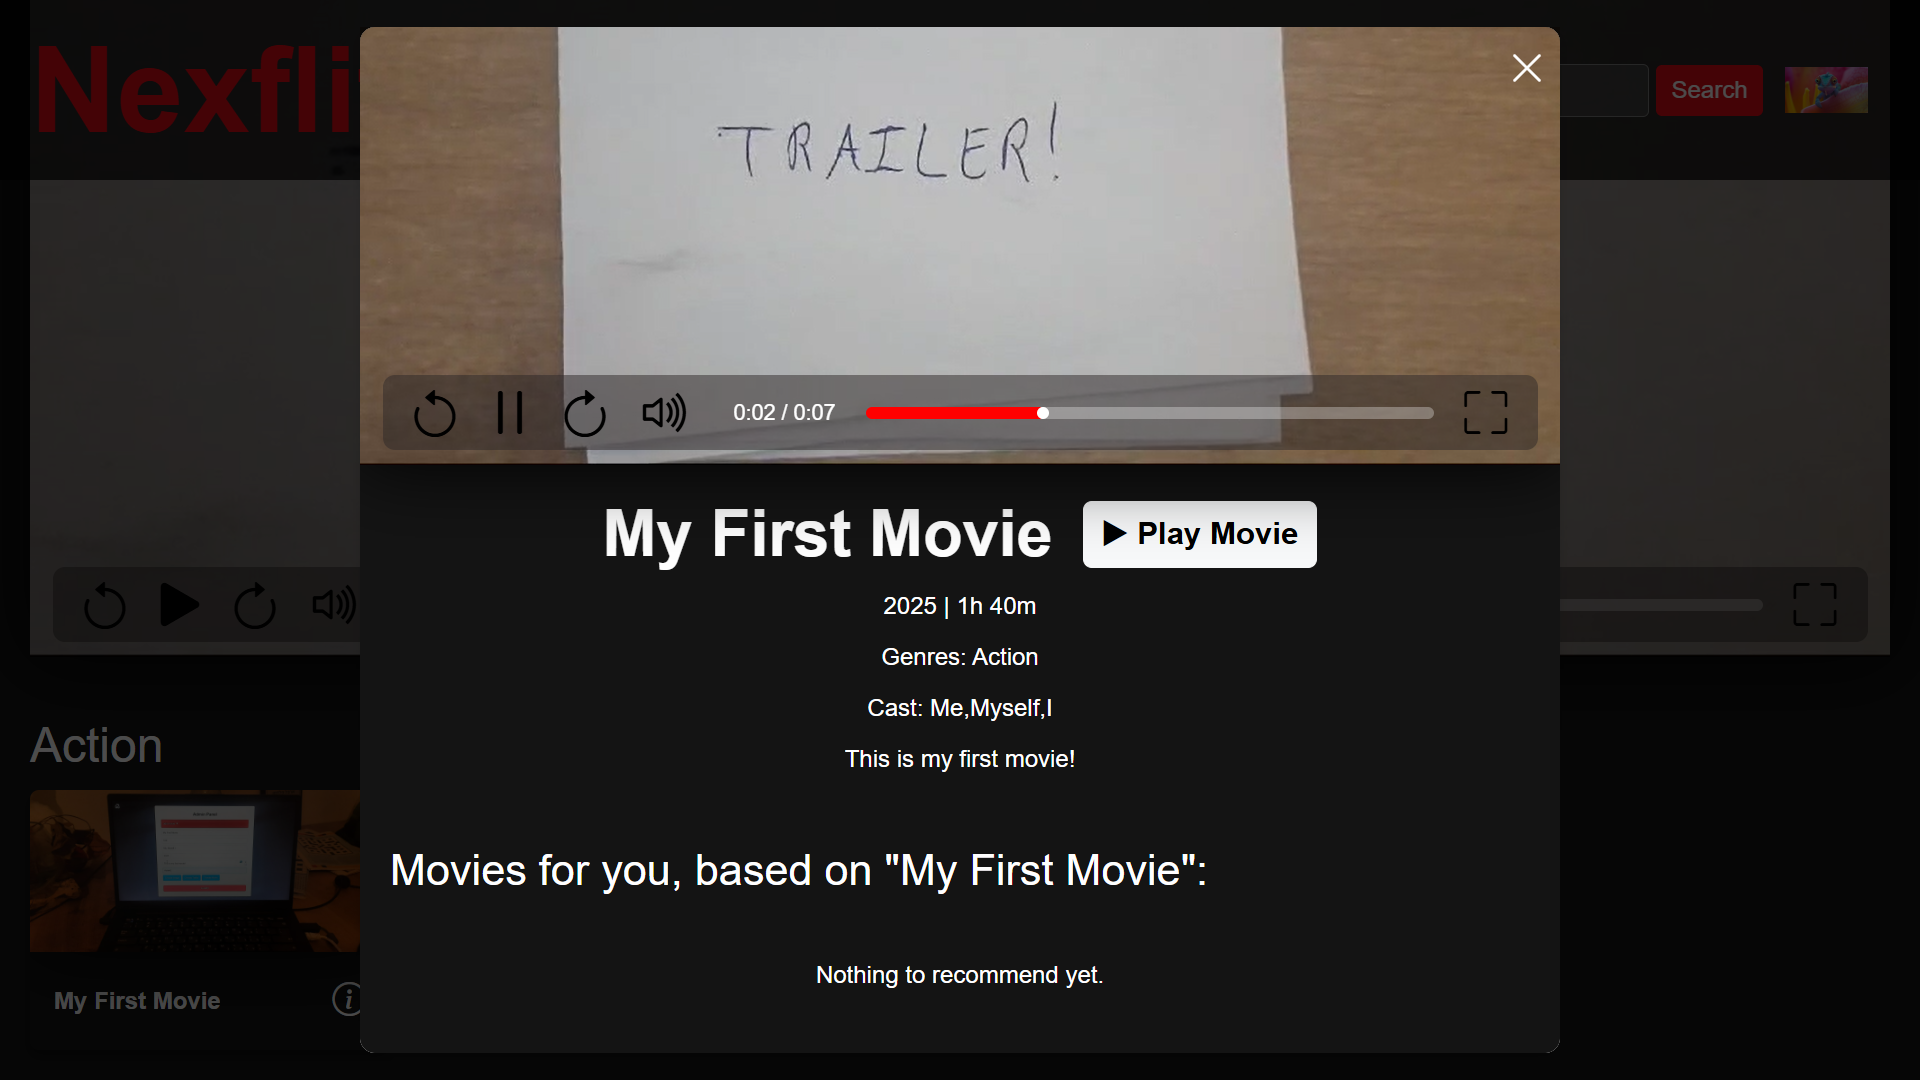 Nexfli
Search
TRAILER!
0:02 / 0:07
My First Movie
Play Movie
2025 | 1h 40m
Genres: Action
Cast: Me,Myself,I
This is my first movie!
Movies for you, based on "My First Movie":
Nothing to recommend yet.
Action
My First Movie